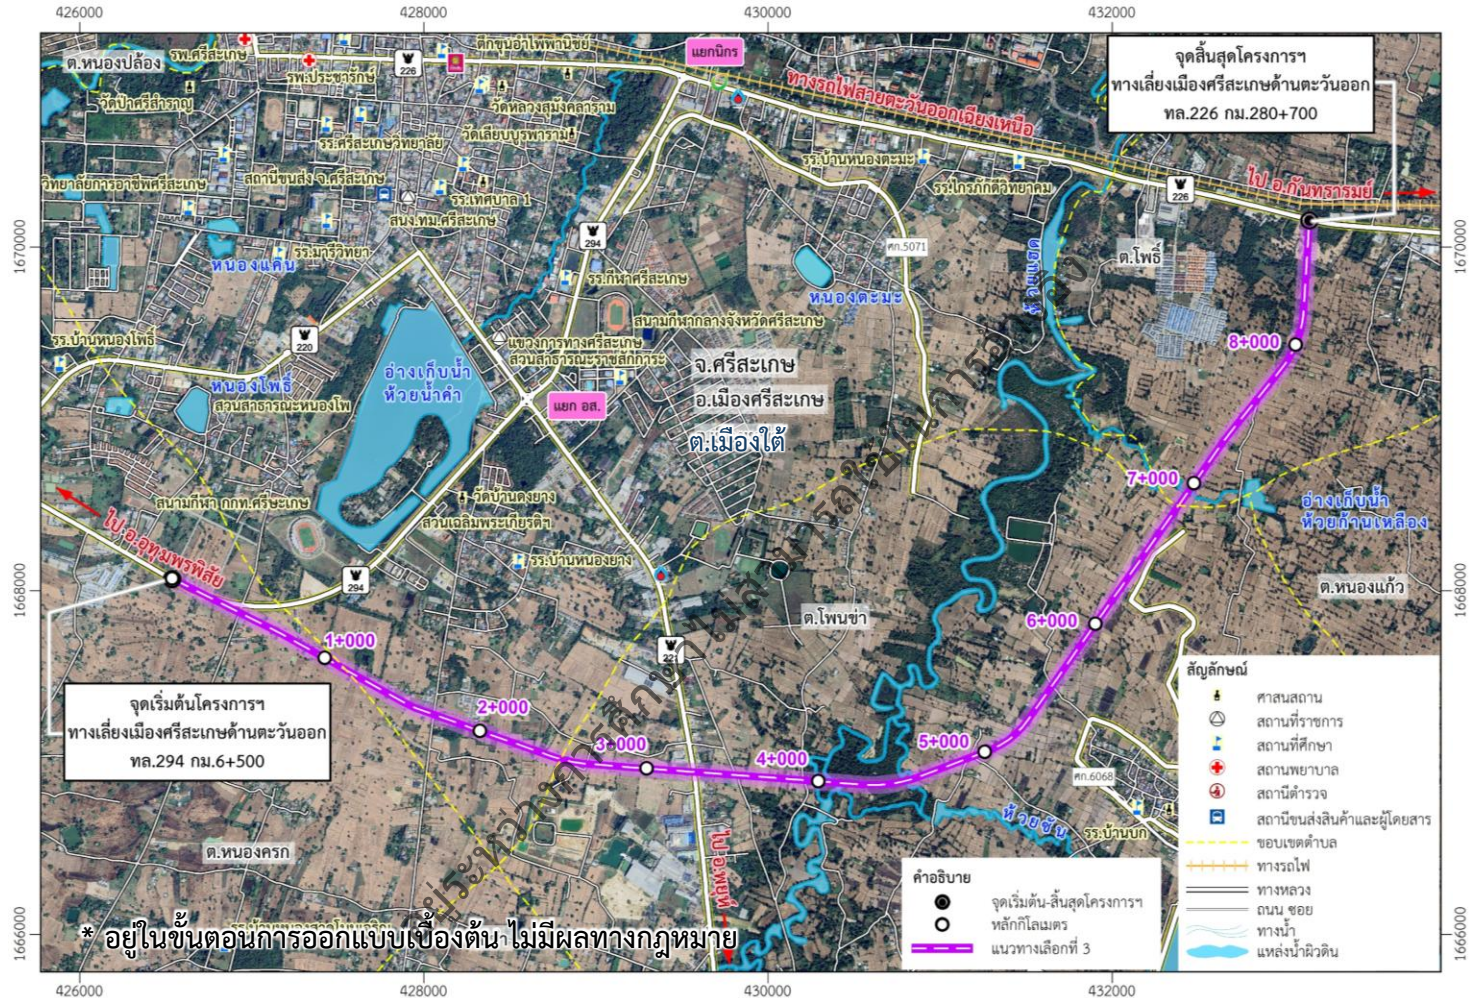 426000
428000
430000
432000
ต.หนองปล้อง
รพ.ศรีสะเกษ
รพ.ประชารักษ์
226
ตึกขุนอำไพพานิชย์
แยกนิกร
ทางรถไฟสายตะวันออกเฉียงเหนือ
จุดสิ้นสุดโครงการฯ
ทางเลี่ยงเมืองศรีสะเกษด้านตะวันออก
ทล.226 กม.280+700
วัดป่าศรีสำราญ
วัดหลวงสุมังคลาราม
วัดเลียบบูรพาราม
รร.ศรีสะเกษวิทยาลัย
รร.บ้านหนองตะมะ
รร.ไกรภักดีวิทยาคม
226
ไป อ.กันทรารมย์
วิทยาลัยการอาชีพศรีสะเกษ
สถานีขนส่ง จ.ศรีสะเกษ
รร.เทศบาล 1
สนง.ทม.ศรีสะเกษ
294
ศก.5071
ต.โพธิ์
1670000
1670000
หนองแคน
รร.มารีวิทยา
รร.กีฬาศรีสะเกษ
หนองตะมะ
สนามกีฬากลางจังหวัดศรีสะเกษ
220
แขวงการทางศรีสะเกษ
สวนสาธารณะราชสักการะ
8+000
รร.บ้านหนองโพธิ์
หนองโพธิ์
สวนสาธารณะหนองโพ
อ่างเก็บน้ำ
ห้วยน้ำคำ
จ.ศรีสะเกษ
อ.เมืองศรีสะเกษ
แยก อส.
ต.เมืองใต้
7+000
อ่างเก็บน้ำ
ห้วยก้านเหลือง
สนามกีฬา กกท.ศรีษะเกษ
วัดบ้านดงยาง
สวนเฉลิมพระเกียรติฯ
ไป อ.อุทุมพรพิสัย
รร.บ้านหนองยาง
294
1668000
1668000
ต.หนองแก้ว
ต.โพนข่า
6+000
221
1+000
2+000
3+000
4+000
5+000
จุดเริ่มต้นโครงการฯ
ทางเลี่ยงเมืองศรีสะเกษด้านตะวันออก
ทล.294 กม.6+500
ศก.6068
ห้วยขัน
รร.บ้านบก
ไป อ.พยุห์
ต.หนองครก
1666000
1666000
* อยู่ในขั้นตอนการออกแบบเบื้องต้น ไม่มีผลทางกฎหมาย
คำอธิบาย
จุดเริ่มต้น-สิ้นสุดโครงการฯ
หลักกิโลเมตร
แนวทางเลือกที่ 3
สัญลักษณ์
ศาสนสถาน
สถานที่ราชการ
สถานที่ศึกษา
สถานพยาบาล
สถานีตำรวจ
สถานีขนส่งสินค้าและผู้โดยสาร
ขอบเขตตำบล
ทางรถไฟ
ทางหลวง
ถนน ซอย
ทางน้ำ
แหล่งน้ำผิวดิน
426000
428000
430000
432000